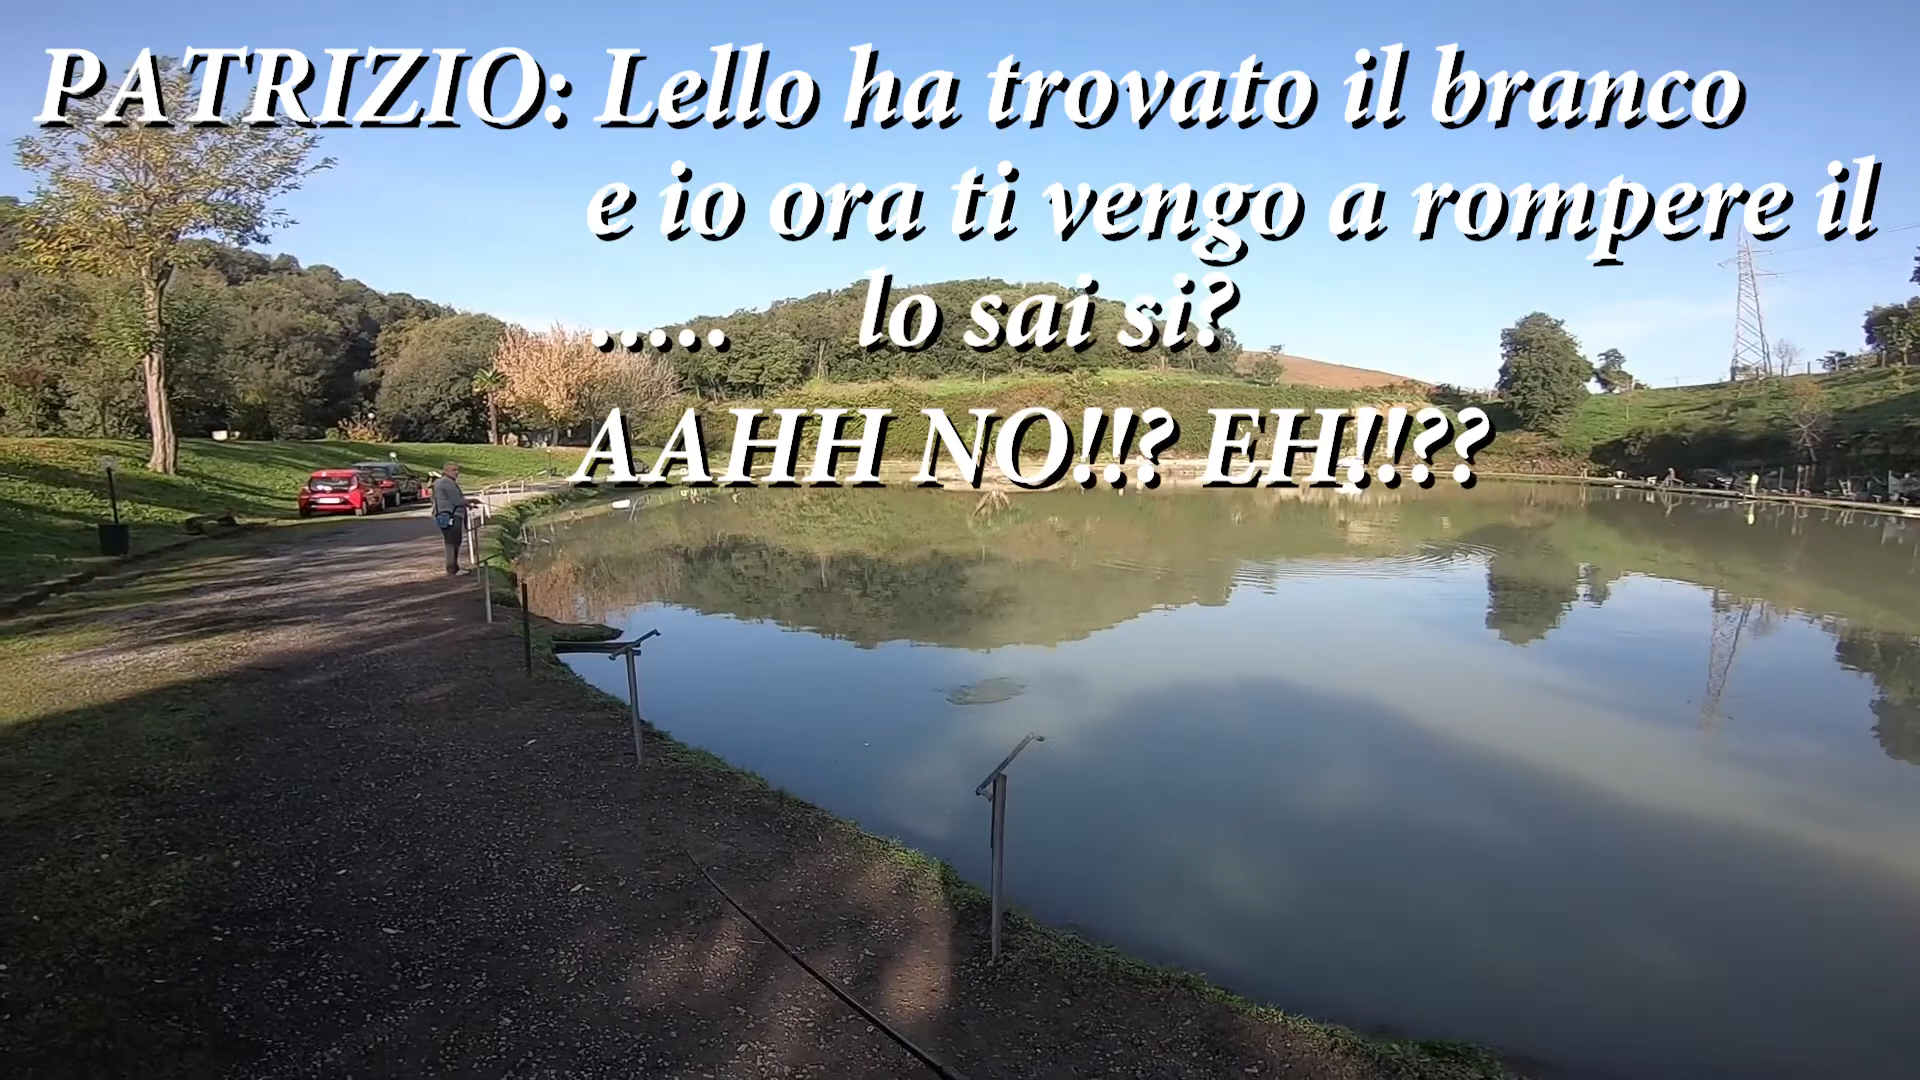 PATRIZIO: Lello ha trovato il branco
e io ora ti vengo a rompere il
..... lo sai si?
AAHH NO!!? EH!!??